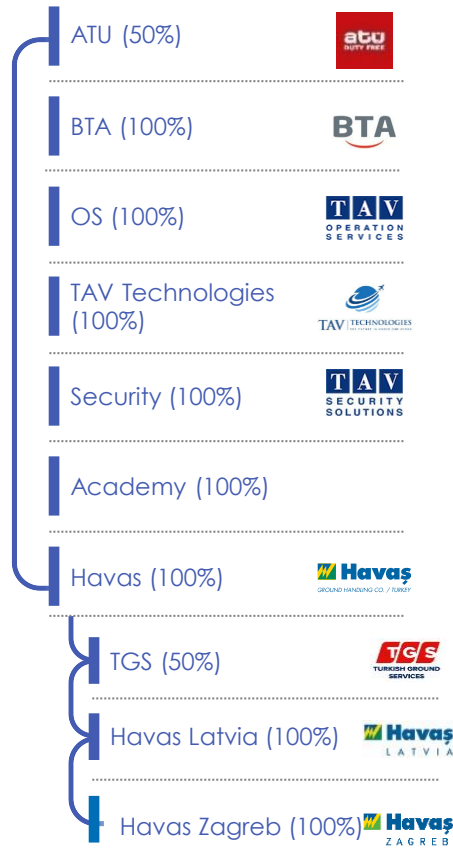 ATU (50%)
atü
DUTY FREE
BTA (100%)
BTA
OS (100%)
TAV
OPERATION
SERVICES
TAV Technologies
(100%)
TAV TECHNOLOGIES
Security (100%)
TAV
SECURITY
SOLUTIONS
Academy (100%)
Havas (100%)
Havaş
GROUND HANDLING CO. / TURKEY
TGS (50%)
TGS
TURKISH GROUND
SERVICES
Havas Latvia (100%)
Havaş
LATVIA
Havas Zagreb (100%)
Havaş
ZAGREB